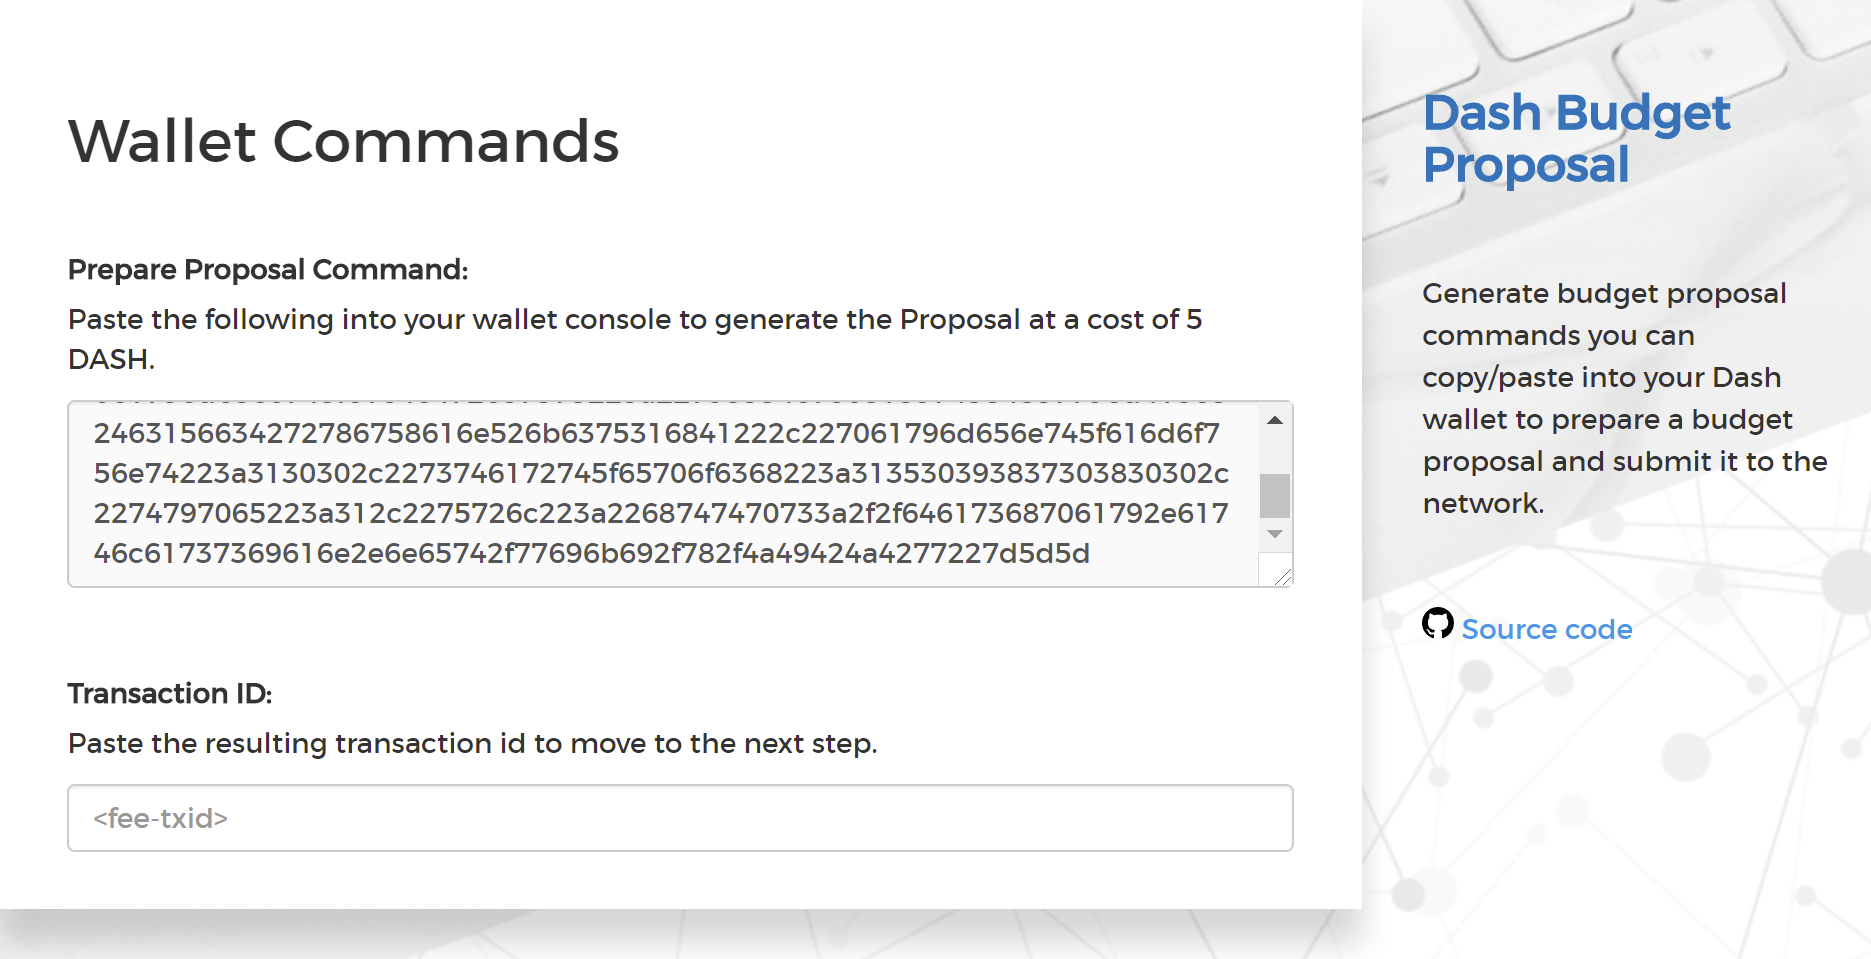 Wallet Commands
Prepare Proposal Command:
Paste the following into your wallet console to generate the Proposal at a cost of 5
DASH.
2463156634272786758616e526b6375316841222c227061796d656e745f616d6f7
56e74223a3130302c2273746172745f65706f6368223a313530393837303830302c
2274797065223a312c2275726c223a2268747470733a2f2f646173687061792e617
46c61737369616e2e6e65742f77696b692f782f4a49424a4277227d5d5d
Transaction ID:
Paste the resulting transaction id to move to the next step.
<fee-txid>
Dash Budget
Proposal
Generate budget proposal
commands you can
copy/paste into your Dash
wallet to prepare a budget
proposal and submit it to the
network.
Source code